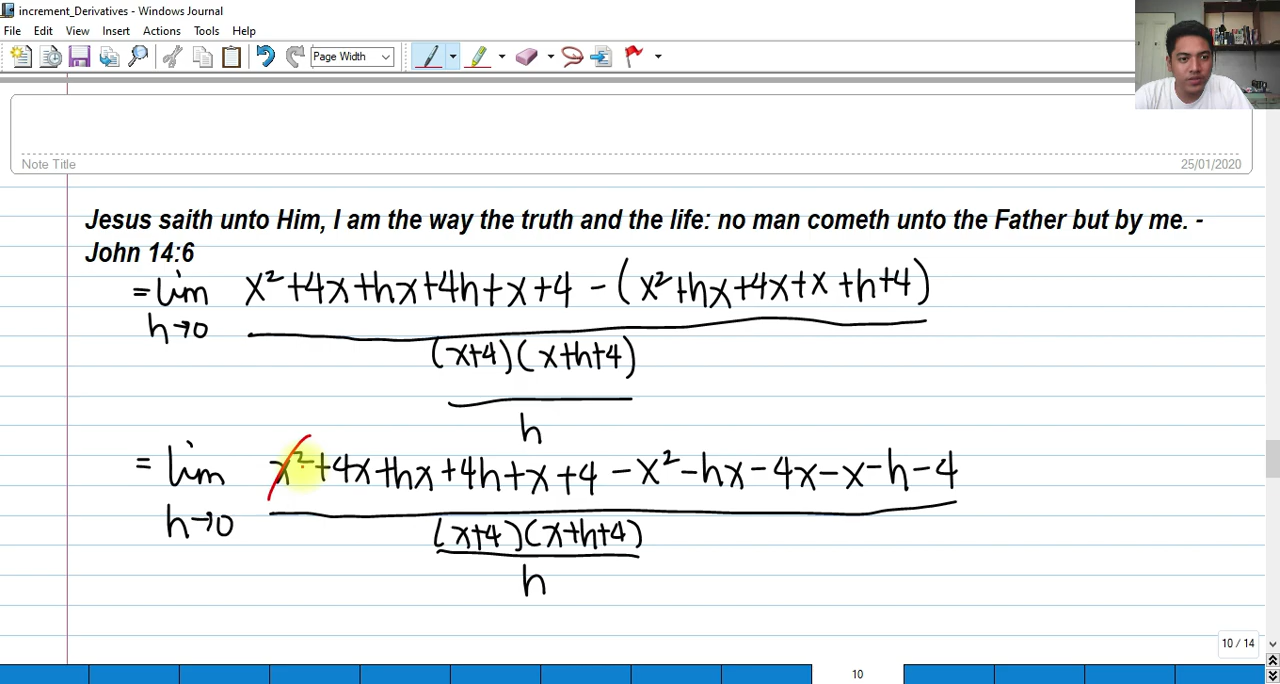 increment_Derivatives - Windows Journal
File Edit View Insert Actions Tools Help
Page Width
Note Title
25/01/2020
Jesus saith unto Him, I am the way the truth and the life: no man cometh unto the Father but by me. -
John 14:6
= lim x²+4x+hx+4h+x+4 - (x²+hx+4x+x+h+4)
h→0
(x+4)(x+h+4)
h
= lim x²+4x+hx+4h+x+4-x²-hx-4x-x-h-4
h→0
(x+4)(x+h+4)
h
10 / 14
10